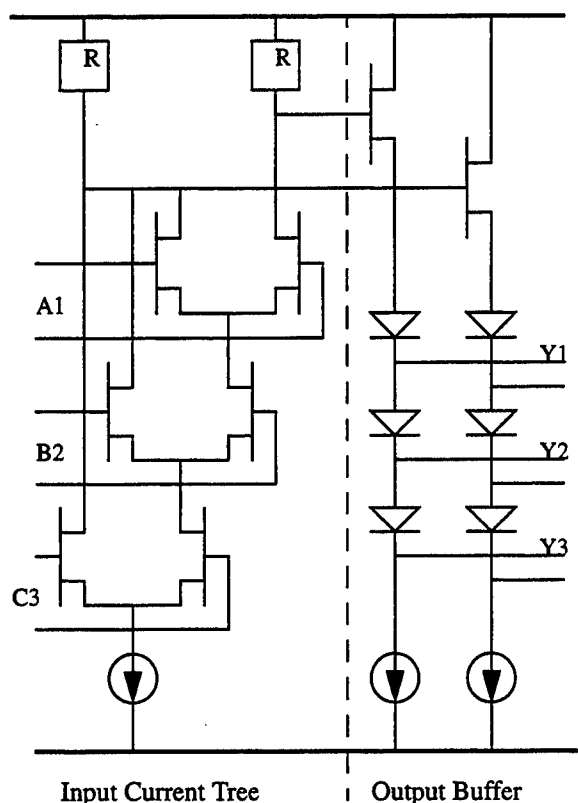 R R
A1
B2
C3
Y1
Y2
Y3
Input Current Tree
Output Buffer